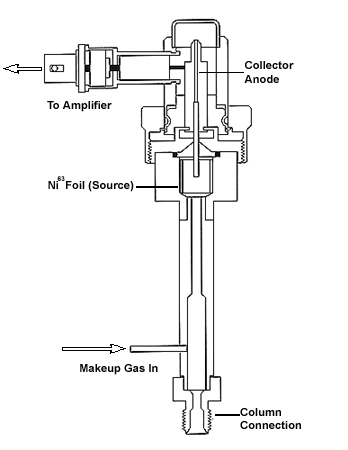 Collector
Anode
To Amplifier
Ni63 Foil (Source)
Makeup Gas In
Column
Connection